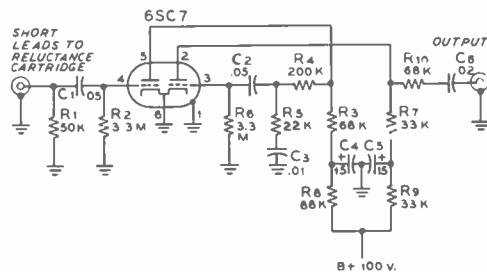 6SC7
SHORT
LEADS TO
RELUCTANCE
CARTRIDGE
OUTPUT
5
2
4
3
6
1
C1
.05
R1
50K
R2
3.3M
C2
.05
R4
200K
R6
3.3
M
R5
22K
C3
.01
R3
68K
R10
68K
C6
.02
R7
33K
C4
C5
+
+
15
15
R8
68K
R9
33K
B+ 100 V.